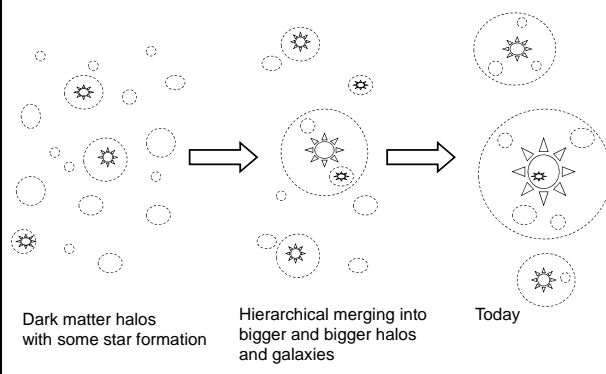 Dark matter halos
with some star formation
Hierarchical merging into
bigger and bigger halos
and galaxies
Today